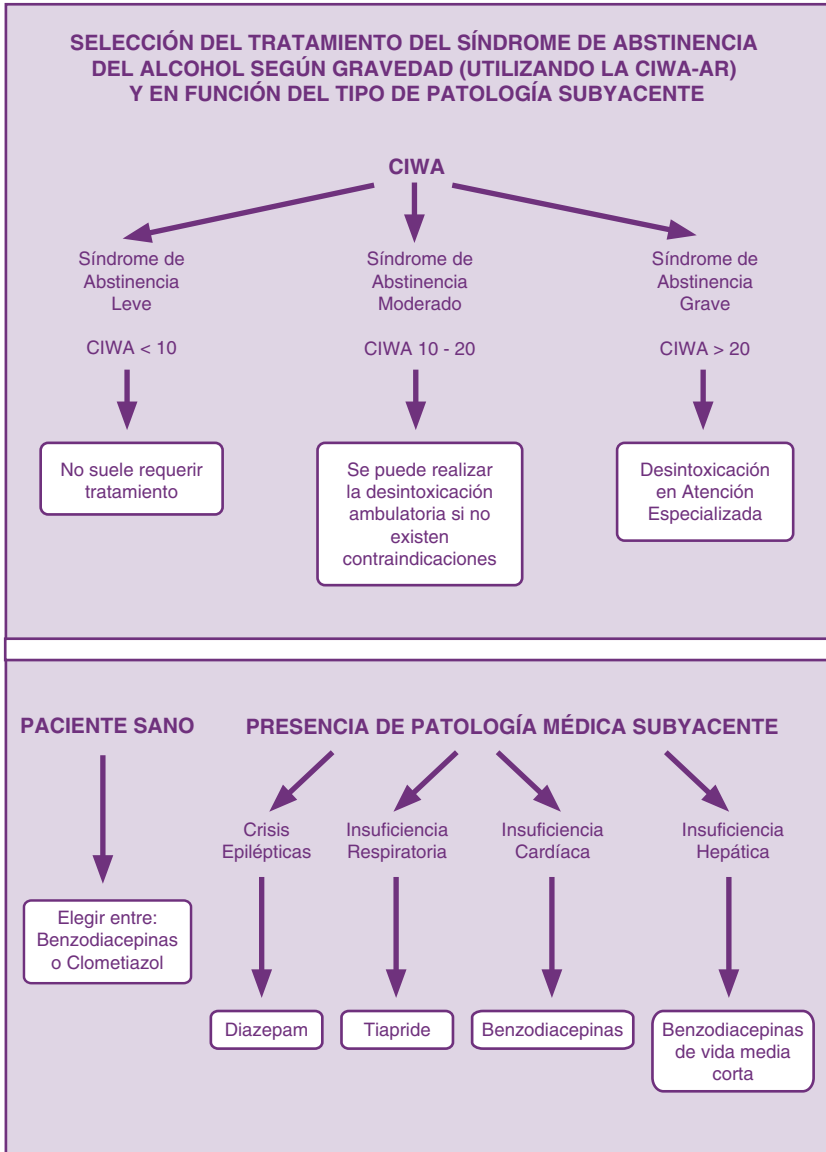 SELECCIÓN DEL TRATAMIENTO DEL SÍNDROME DE ABSTINENCIA
DEL ALCOHOL SEGÚN GRAVEDAD (UTILIZANDO LA CIWA-AR)
Y EN FUNCIÓN DEL TIPO DE PATOLOGÍA SUBYACENTE
CIWA
Síndrome de
Abstinencia
Leve
CIWA < 10
No suele requerir
tratamiento
Síndrome de
Abstinencia
Moderado
CIWA 10 - 20
Se puede realizar
la desintoxicación
ambulatoria si no
existen
contraindicaciones
Síndrome de
Abstinencia
Grave
CIWA > 20
Desintoxicación
en Atención
Especializada
PACIENTE SANO
Elegir entre:
Benzodiacepinas
o Clometiazol
PRESENCIA DE PATOLOGÍA MÉDICA SUBYACENTE
Crisis
Epilépticas
Diazepam
Insuficiencia
Respiratoria
Tiapride
Insuficiencia
Cardíaca
Benzodiacepinas
Insuficiencia
Hepática
Benzodiacepinas
de vida media
corta